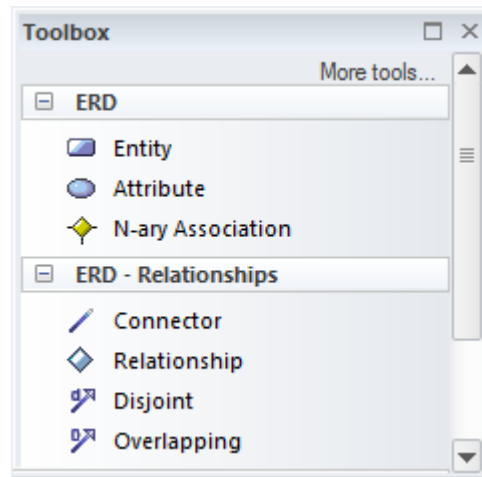 Toolbox
More tools...
ERD
Entity
Attribute
N-ary Association
ERD - Relationships
Connector
Relationship
Disjoint
Overlapping